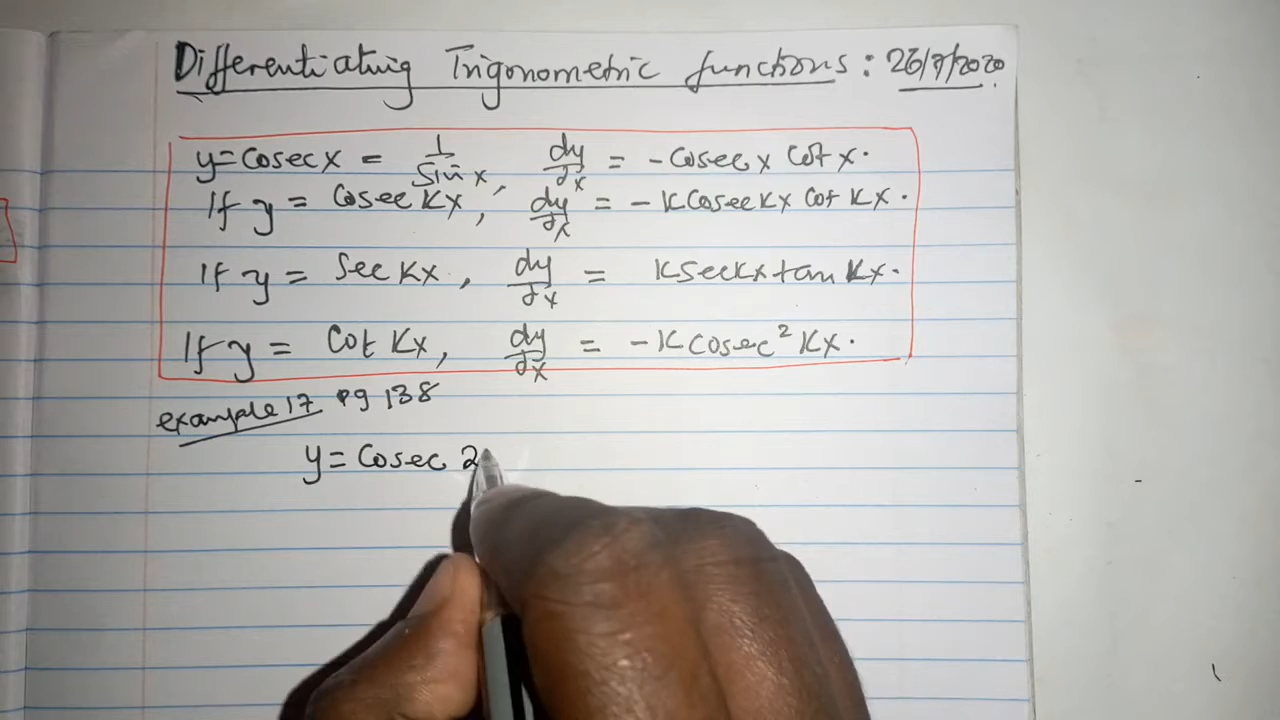 Differentiating Trigonometric functions : 26/7/2020
y=Cosec x = 1/Sin x, dy/dx = -Cosec x Cot x.
If y = Cosec Kx, dy/dx = -K Cosec Kx Cot Kx.
If y = Sec Kx, dy/dx = K Sec Kx tan Kx.
If y = Cot Kx, dy/dx = -K Cosec² Kx.
example 17 pg 138
y = Cosec 2